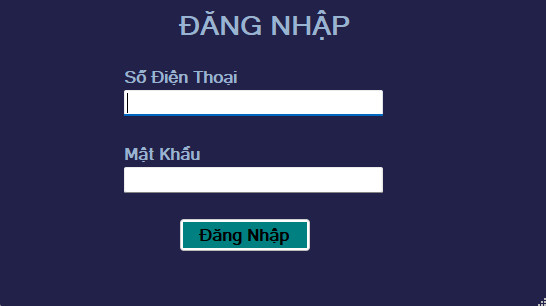 ĐĂNG NHẬP
Số Điện Thoại
Mật Khẩu
Đăng Nhập